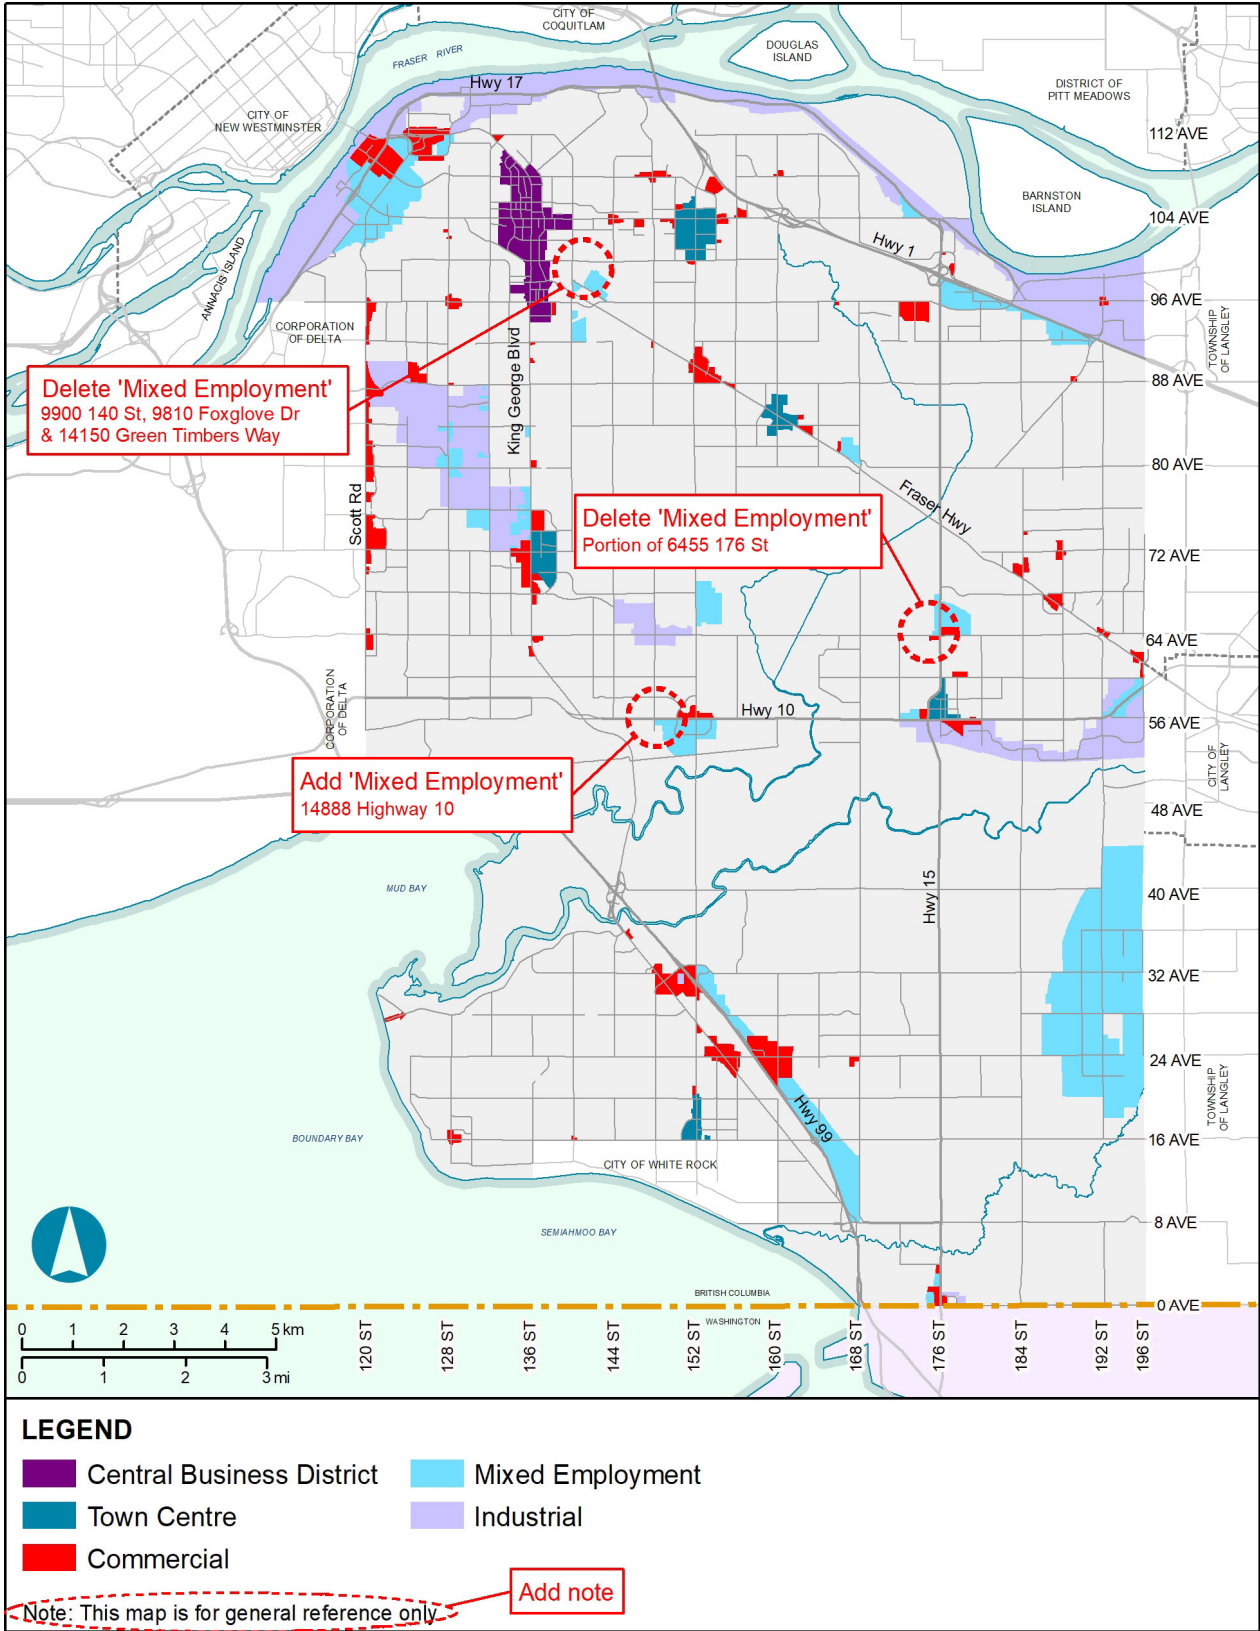 CITY OF
COQUITLAM
DOUGLAS
ISLAND
FRASER RIVER
Hwy 17
DISTRICT OF
PITT MEADOWS
CITY OF
NEW WESTMINSTER
112 AVE
BARNSTON
ISLAND
104 AVE
Hwy 1
ANNACIS ISLAND
96 AVE
CORPORATION
OF DELTA
TOWNSHIP
OF LANGLEY
King George Blvd
88 AVE
Delete 'Mixed Employment'
9900 140 St, 9810 Foxglove Dr
& 14150 Green Timbers Way
80 AVE
Scott Rd
Fraser Hwy
Delete 'Mixed Employment'
Portion of 6455 176 St
72 AVE
64 AVE
CORPORATION
OF DELTA
Hwy 10
56 AVE
CITY OF
LANGLEY
Add 'Mixed Employment'
14888 Highway 10
48 AVE
MUD BAY
Hwy 15
40 AVE
32 AVE
24 AVE
TOWNSHIP
OF LANGLEY
Hwy 99
BOUNDARY BAY
16 AVE
CITY OF WHITE ROCK
SEMIAHMOO BAY
8 AVE
BRITISH COLUMBIA
0 AVE
WASHINGTON
0 1 2 3 4 5 km
0 1 2 3 mi
120 ST
128 ST
136 ST
144 ST
152 ST
160 ST
168 ST
176 ST
184 ST
192 ST
196 ST
LEGEND
Central Business District
Mixed Employment
Town Centre
Industrial
Commercial
Add note
Note: This map is for general reference only